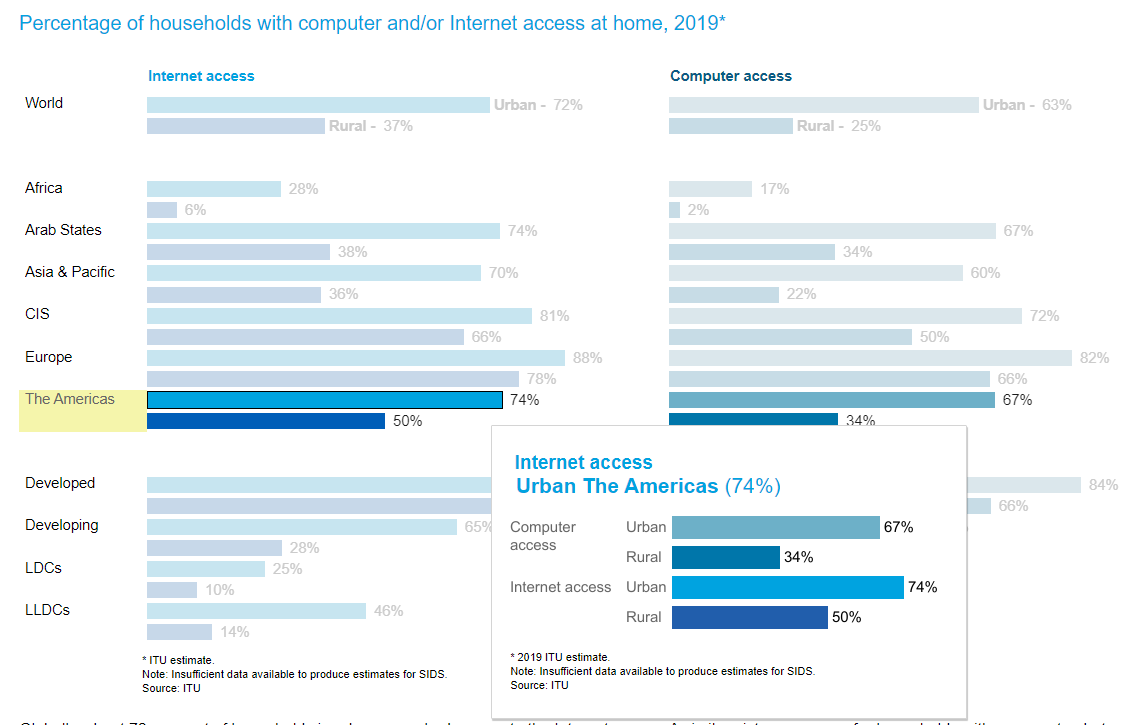 Percentage of households with computer and/or Internet access at home, 2019*
Internet access
Computer access
World
Urban - 72%
Urban - 63%
Rural - 37%
Rural - 25%
Africa
28%
17%
6%
2%
Arab States
74%
67%
38%
34%
Asia & Pacific
70%
60%
36%
22%
CIS
81%
72%
66%
50%
Europe
88%
82%
78%
66%
The Americas
74%
67%
50%
34%
Developed
84%
66%
Developing
65%
28%
LDCs
25%
10%
LLDCs
46%
14%
* ITU estimate.
Note: Insufficient data available to produce estimates for SIDS.
Source: ITU
Internet access
Urban The Americas (74%)
Computer access
Urban
67%
Rural
34%
Internet access
Urban
74%
Rural
50%
* 2019 ITU estimate.
Note: Insufficient data available to produce estimates for SIDS.
Source: ITU